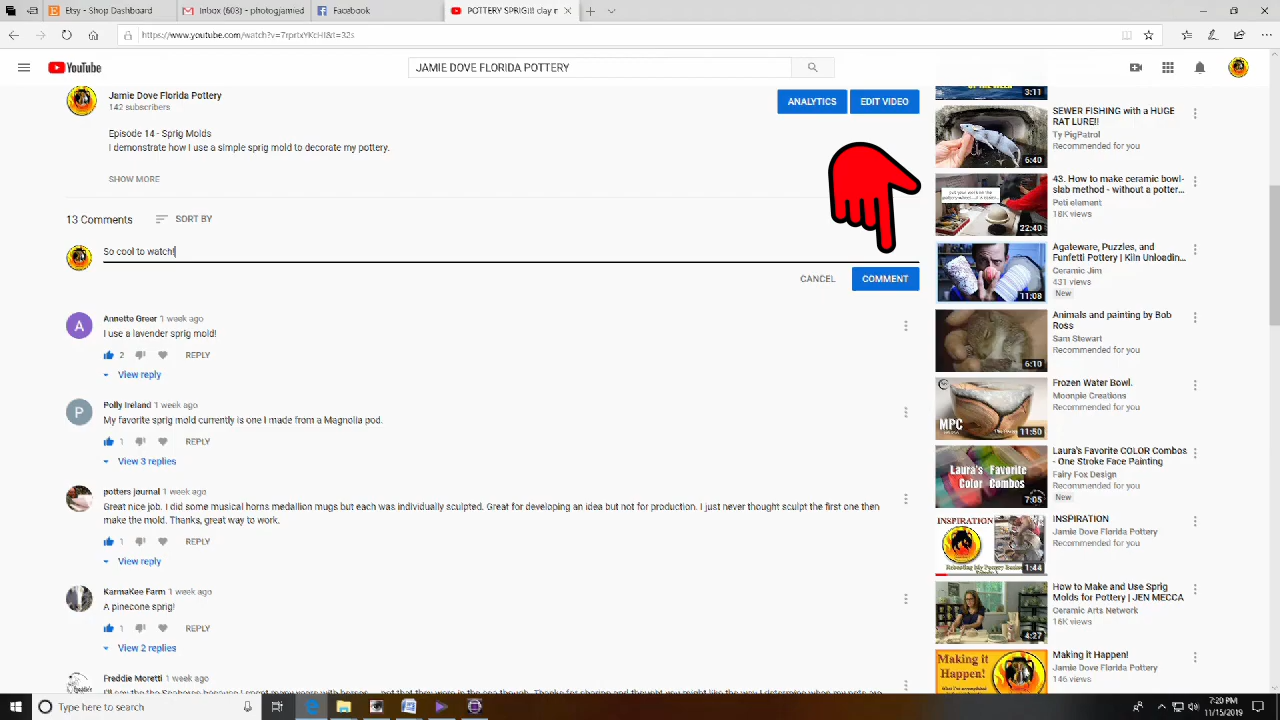 Etsy - Shop Dashboard
Inbox (603) - photogjamied
Facebook
POTTERY SPRIG!!! clay m
YouTube
JAMIE DOVE FLORIDA POTTERY
Jamie Dove Florida Pottery
142 subscribers
ANALYTICS
EDIT VIDEO
Episode 14 - Sprig Molds
I demonstrate how I use a simple sprig mold to decorate my pottery.
SHOW MORE
13 Comments
SORT BY
So cool to watch!
CANCEL
COMMENT
Annette Greer 1 week ago
I use a lavender sprig mold!
2
REPLY
View reply
Polly Ireland 1 week ago
My favorite sprig mold currently is one I made from a Magnolia pod.
1
REPLY
View 3 replies
potters journal 1 week ago
Great nice job. I did some musical horns medallion mugs but each was individually sculpted. Great for developing an idea but not for production. I just never thought sculpt the first one then
make the mold. Thanks, great way to work.
1
REPLY
View reply
KarmaKee Farm 1 week ago
A pinecone sprig!
1
REPLY
View 2 replies
Freddie Moretti 1 week ago
3:11
SEWER FISHING with a HUGE
RAT LURE!!
Ty PigPatrol
Recommended for you
6:40
43. How to make ceramic bowl-
slab method - without a potter...
Peti element
18K views
22:40
Agateware, Puzzles, and
Funfetti Pottery | Kiln Unloadin...
Ceramic Jim
431 views
New
11:08
Animals and painting by Bob
Ross
Sam Stewart
Recommended for you
6:10
Frozen Water Bowl.
Moonpie Creations
Recommended for you
MPC
11:50
Laura's Favorite COLOR Combos
- One Stroke Face Painting
Fairy Fox Design
Recommended for you
New
Laura's Favorite
Color Combos
7:05
INSPIRATION
Jamie Dove Florida Pottery
Recommended for you
INSPIRATION
1:44
How to Make and Use Sprig
Molds for Pottery | JEN MECCA
Ceramic Arts Network
16K views
4:27
Making it Happen!
Jamie Dove Florida Pottery
146 views
Making it
Happen!
Type here to search
7:20 PM
11/15/2019